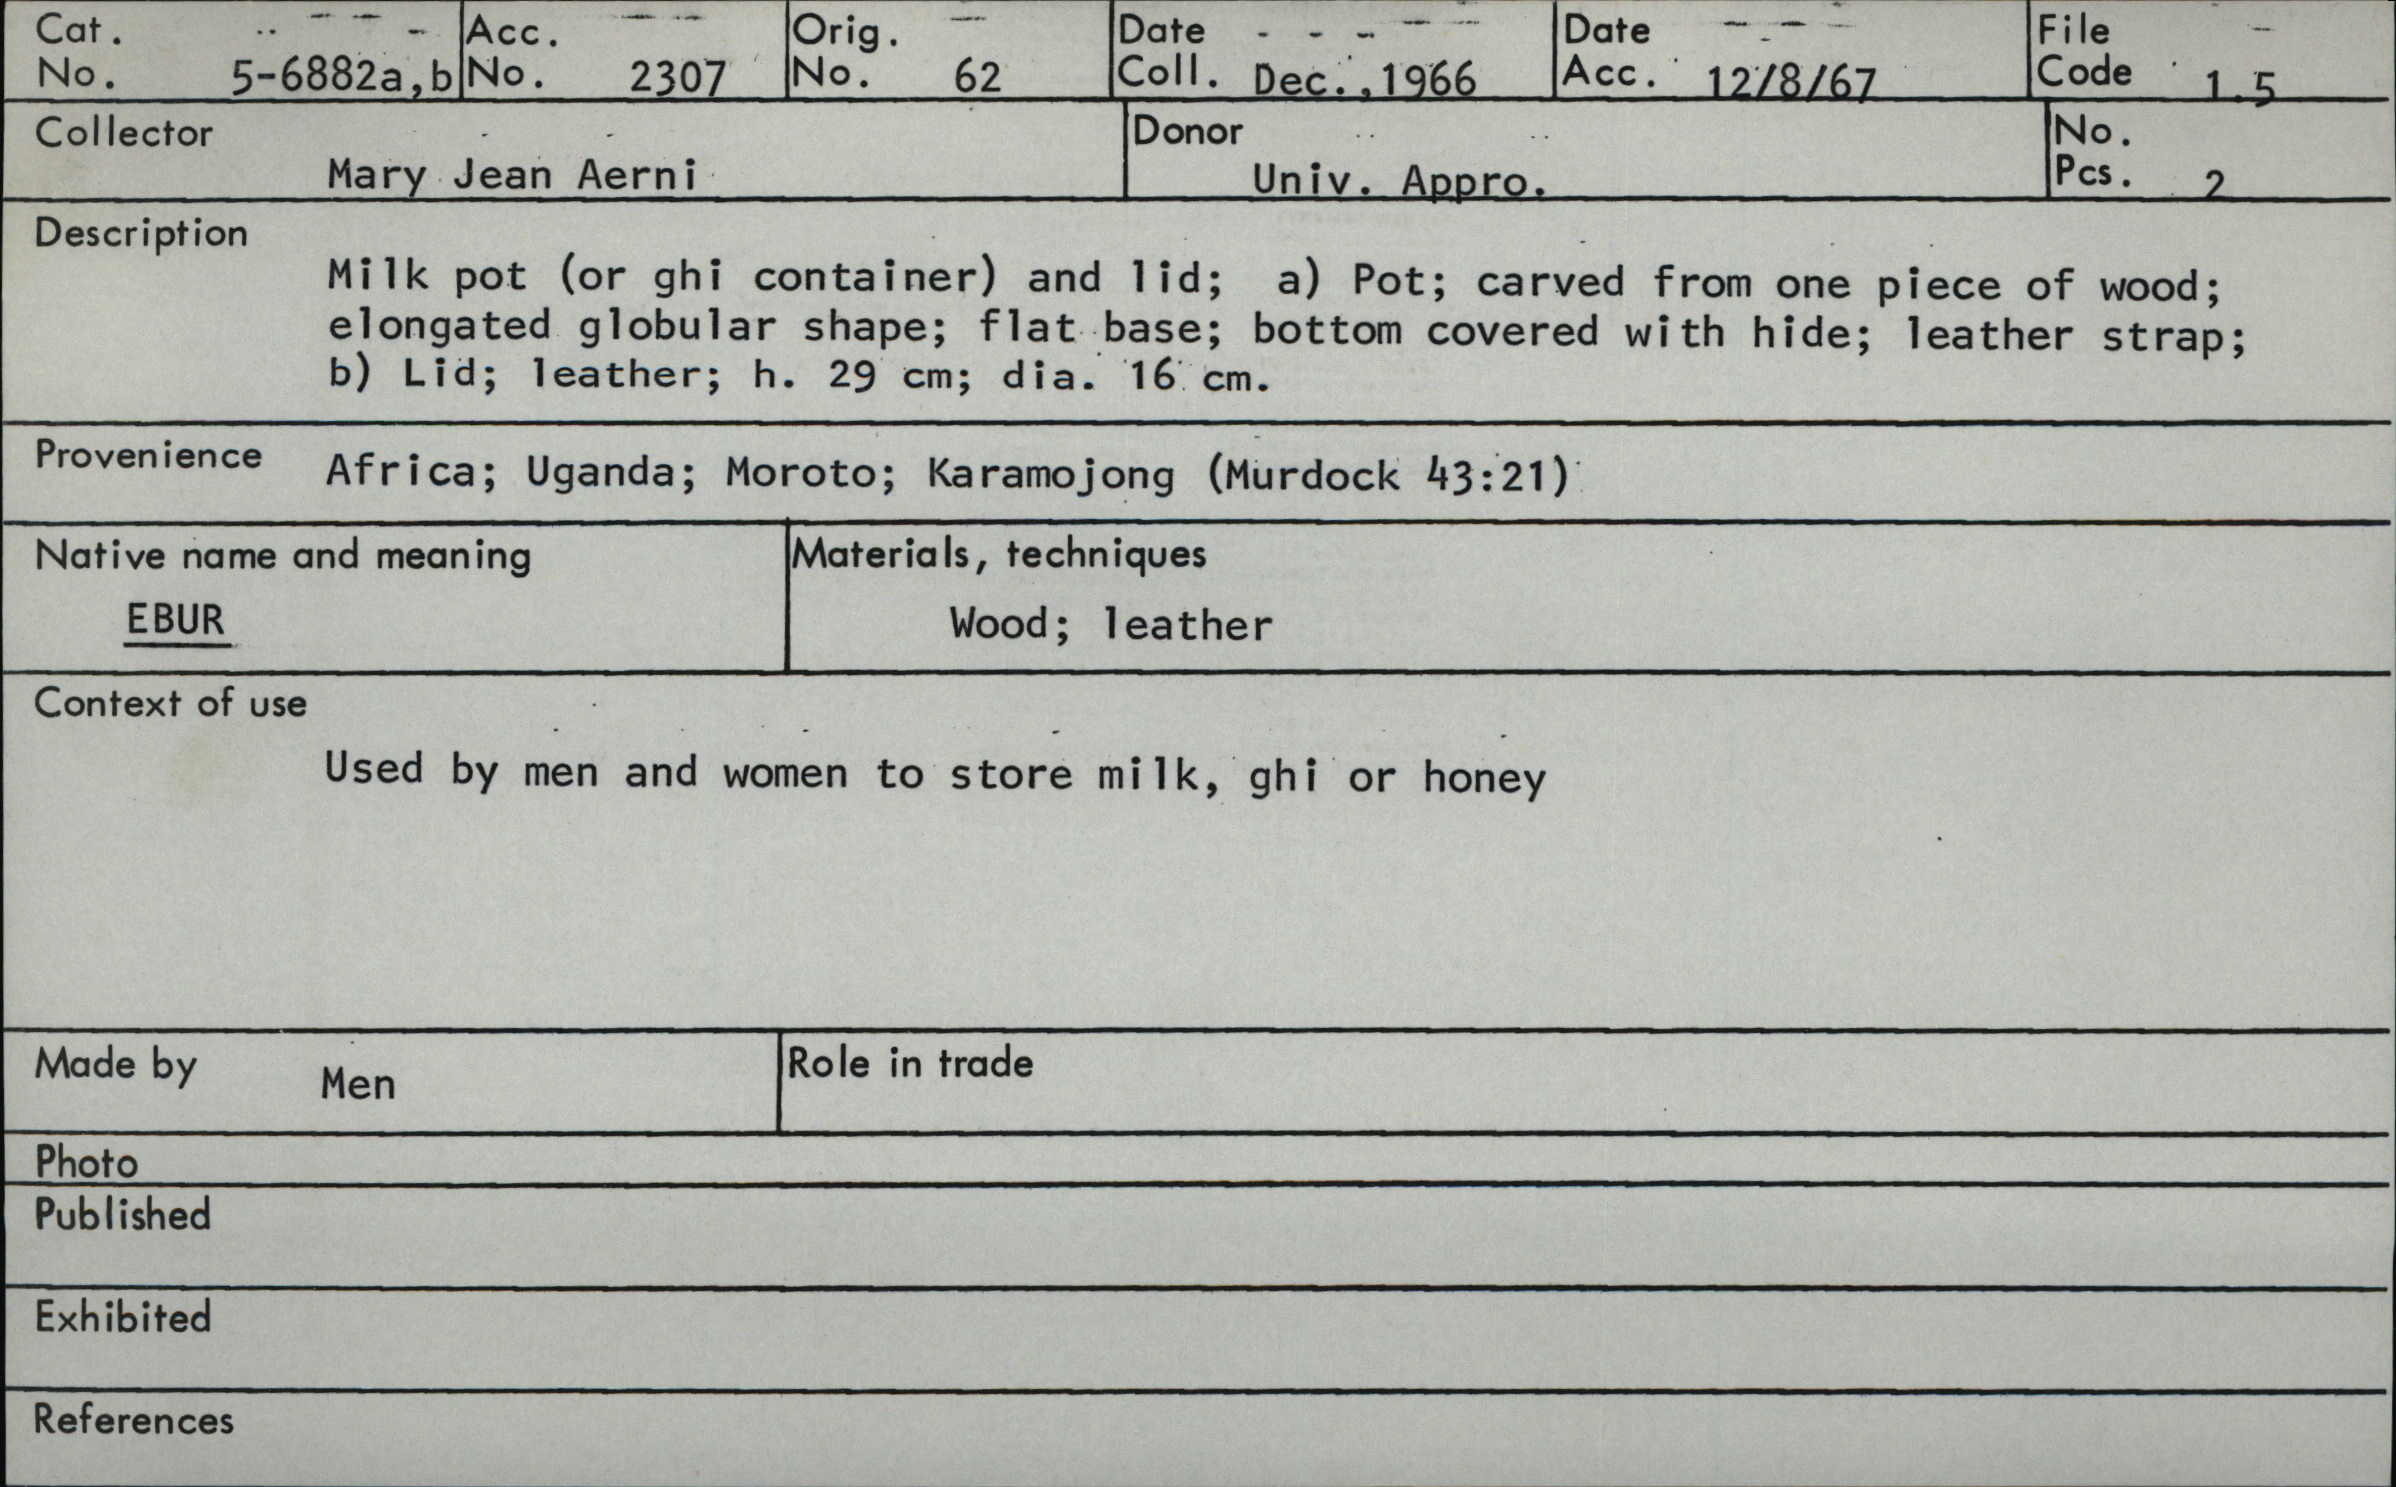 Cat. No. 5-6882a,b Acc. No. 2307 Orig. No. 62 Date Coll. Dec.,1966 Date Acc. 12/8/67 File Code 1.5
Collector Mary Jean Aerni Donor Univ. Appro. No. Pcs. 2
Description
Milk pot (or ghi container) and lid; a) Pot; carved from one piece of wood;
elongated globular shape; flat base; bottom covered with hide; leather strap;
b) Lid; leather; h. 29 cm; dia. 16 cm.
Provenience Africa; Uganda; Moroto; Karamojong (Murdock 43:21)
Native name and meaning
EBUR
Materials, techniques
Wood; leather
Context of use
Used by men and women to store milk, ghi or honey
Made by Men
Role in trade
Photo
Published
Exhibited
References